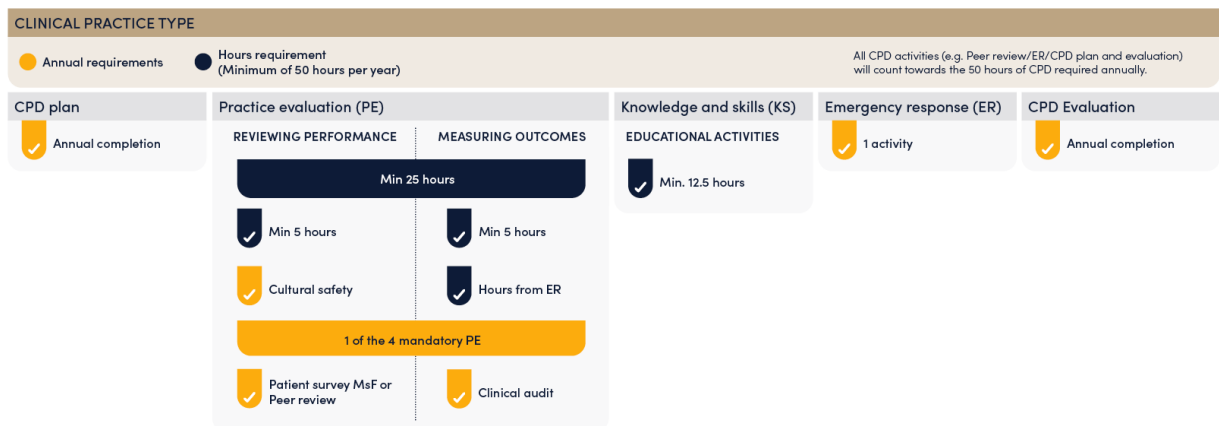 CLINICAL PRACTICE TYPE
Annual requirements
Hours requirement
(Minimum of 50 hours per year)
All CPD activities (e.g. Peer review/ER/CPD plan and evaluation)
will count towards the 50 hours of CPD required annually.
CPD plan
Annual completion
Practice evaluation (PE)
REVIEWING PERFORMANCE
MEASURING OUTCOMES
Min 25 hours
Min 5 hours
Min 5 hours
Cultural safety
Hours from ER
1 of the 4 mandatory PE
Patient survey MsF or
Peer review
Clinical audit
Knowledge and skills (KS)
EDUCATIONAL ACTIVITIES
Min. 12.5 hours
Emergency response (ER)
1 activity
CPD Evaluation
Annual completion